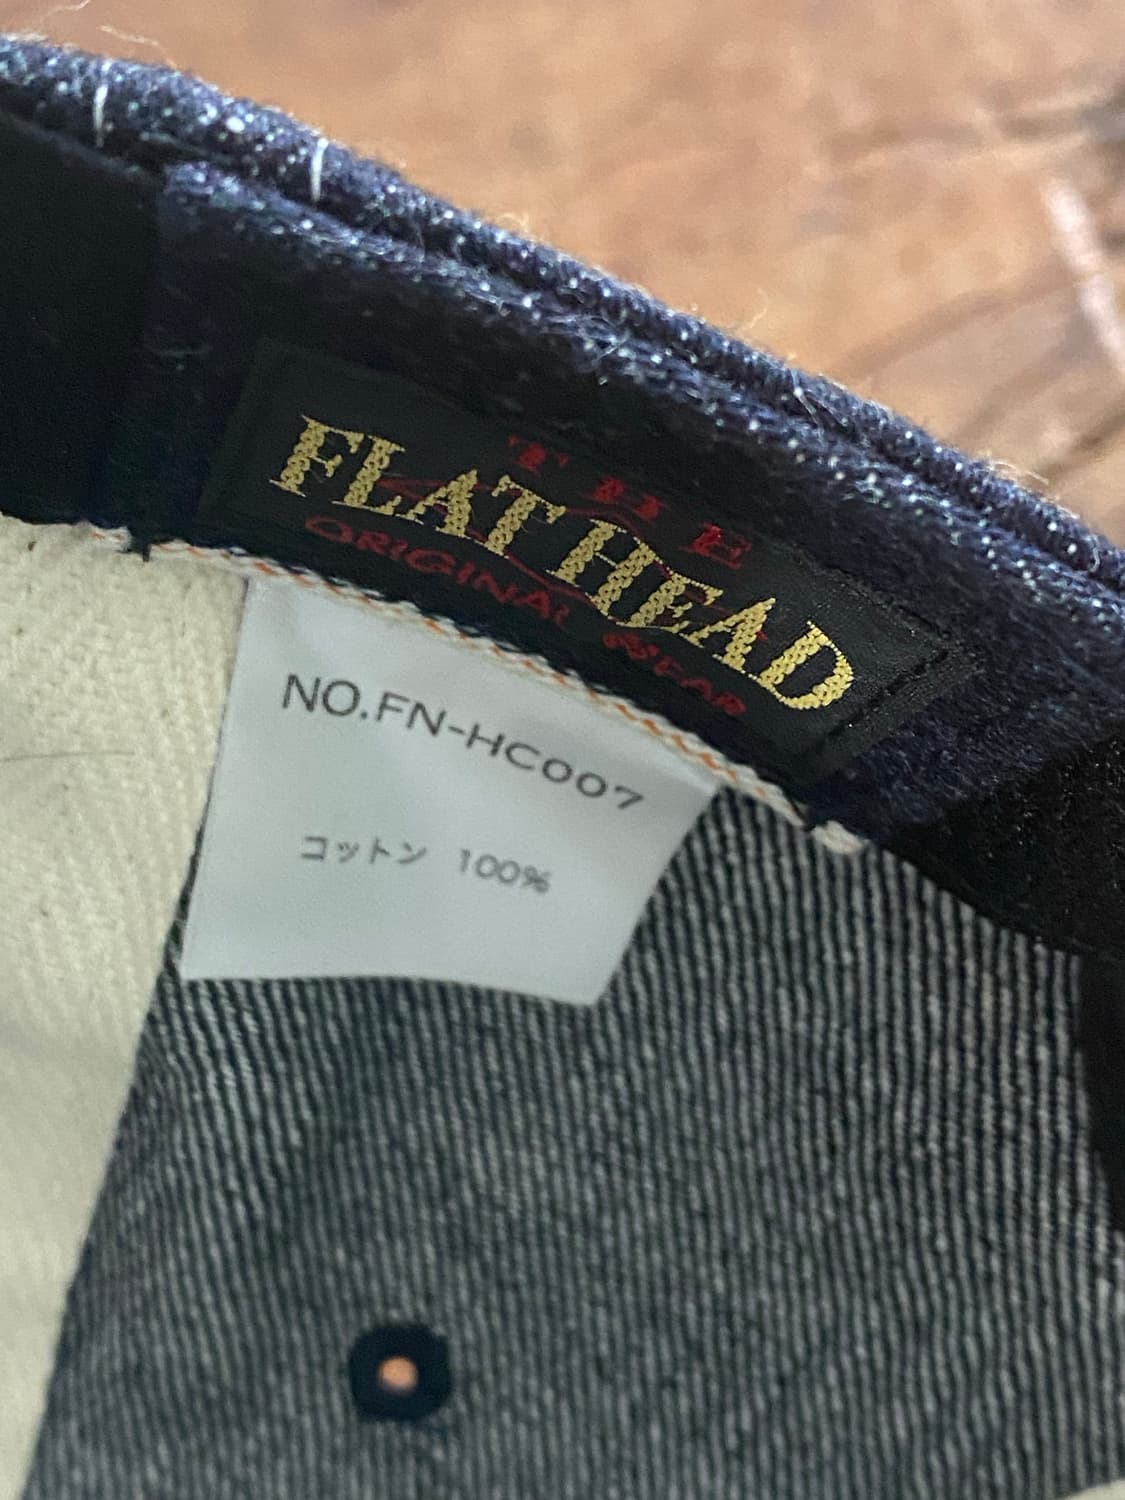 THE
FLAT HEAD
ORIGINAL WEAR
NO.FN-HC007
コットン 100%